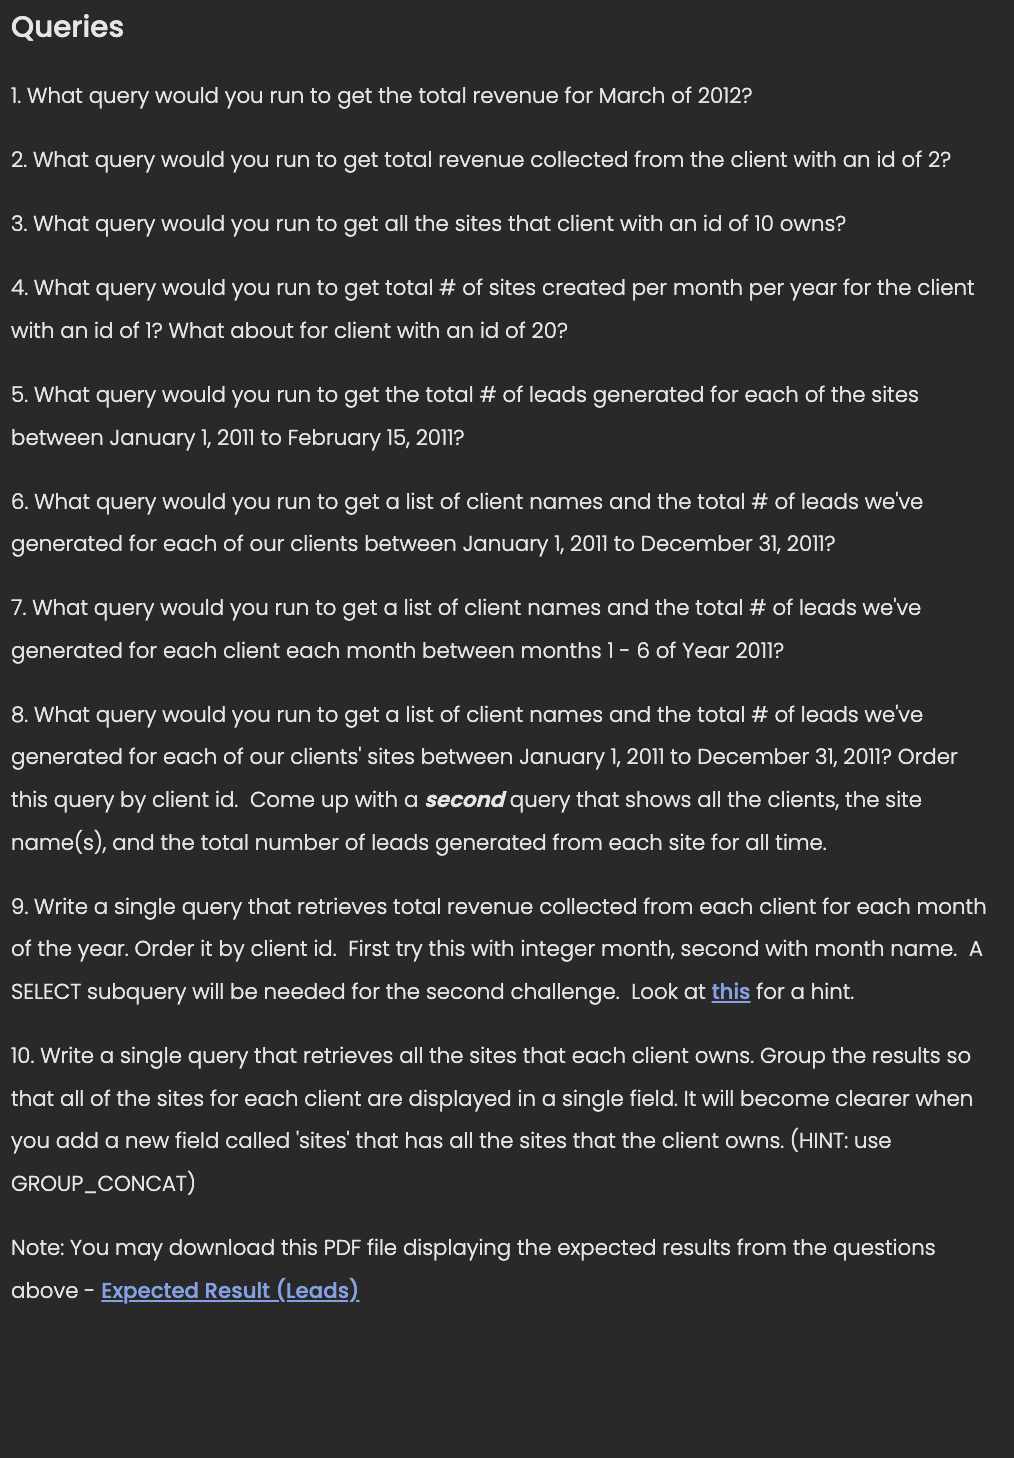 Queries
1. What query would you run to get the total revenue for March of 2012?
2. What query would you run to get total revenue collected from the client with an id of 2?
3. What query would you run to get all the sites that client with an id of 10 owns?
4. What query would you run to get total # of sites created per month per year for the client
with an id of 1? What about for client with an id of 20?
5. What query would you run to get the total # of leads generated for each of the sites
between January 1, 2011 to February 15, 2011?
6. What query would you run to get a list of client names and the total # of leads we've
generated for each of our clients between January 1, 2011 to December 31, 2011?
7. What query would you run to get a list of client names and the total # of leads we've
generated for each client each month between months 1 - 6 of Year 2011?
8. What query would you run to get a list of client names and the total # of leads we've
generated for each of our clients' sites between January 1, 2011 to December 31, 2011? Order
this query by client id.  Come up with a second query that shows all the clients, the site
name(s), and the total number of leads generated from each site for all time.
9. Write a single query that retrieves total revenue collected from each client for each month
of the year. Order it by client id.  First try this with integer month, second with month name.  A
SELECT subquery will be needed for the second challenge.  Look at this for a hint.
10. Write a single query that retrieves all the sites that each client owns. Group the results so
that all of the sites for each client are displayed in a single field. It will become clearer when
you add a new field called 'sites' that has all the sites that the client owns. (HINT: use
GROUP_CONCAT)
Note: You may download this PDF file displaying the expected results from the questions
above - Expected Result (Leads)